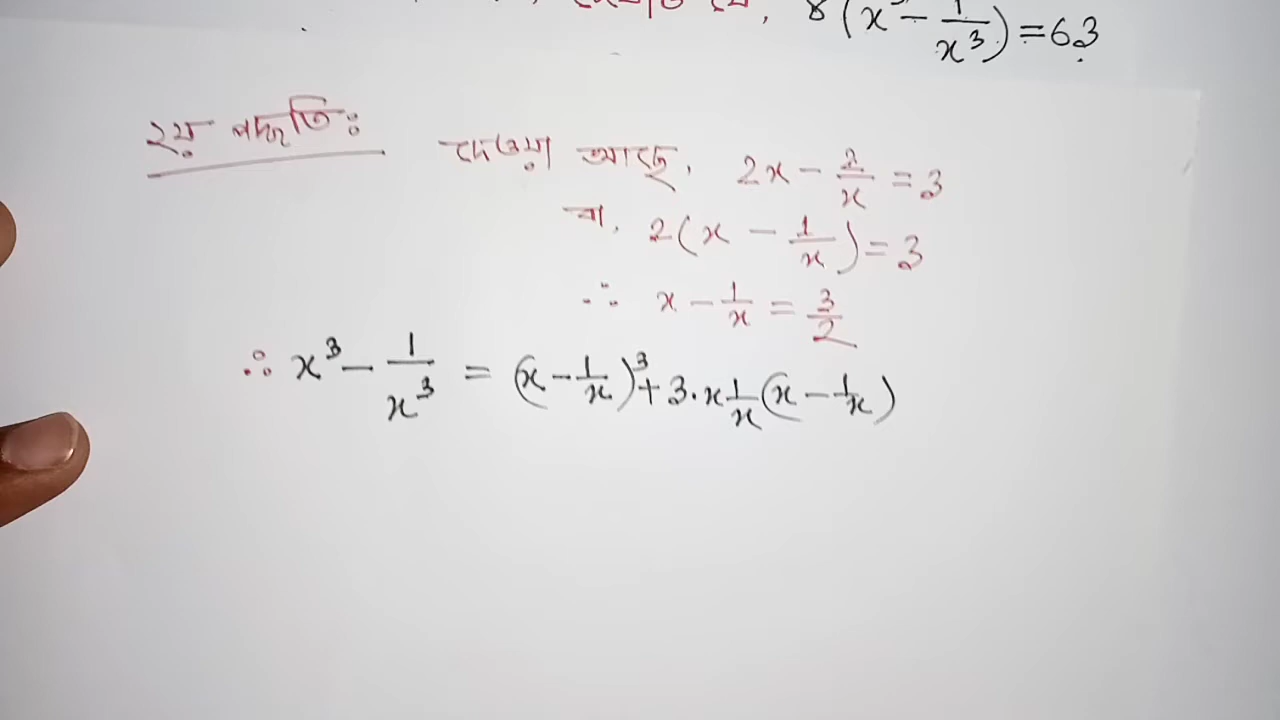 8(x³ - 1/x³) = 63
২য় পদ্ধতিঃ
দেওয়া আছে, 2x - 2/x = 3
বা, 2(x - 1/x) = 3
∴ x - 1/x = 3/2
∴ x³ - 1/x³ = (x - 1/x)³ + 3·x 1/x (x - 1/x)